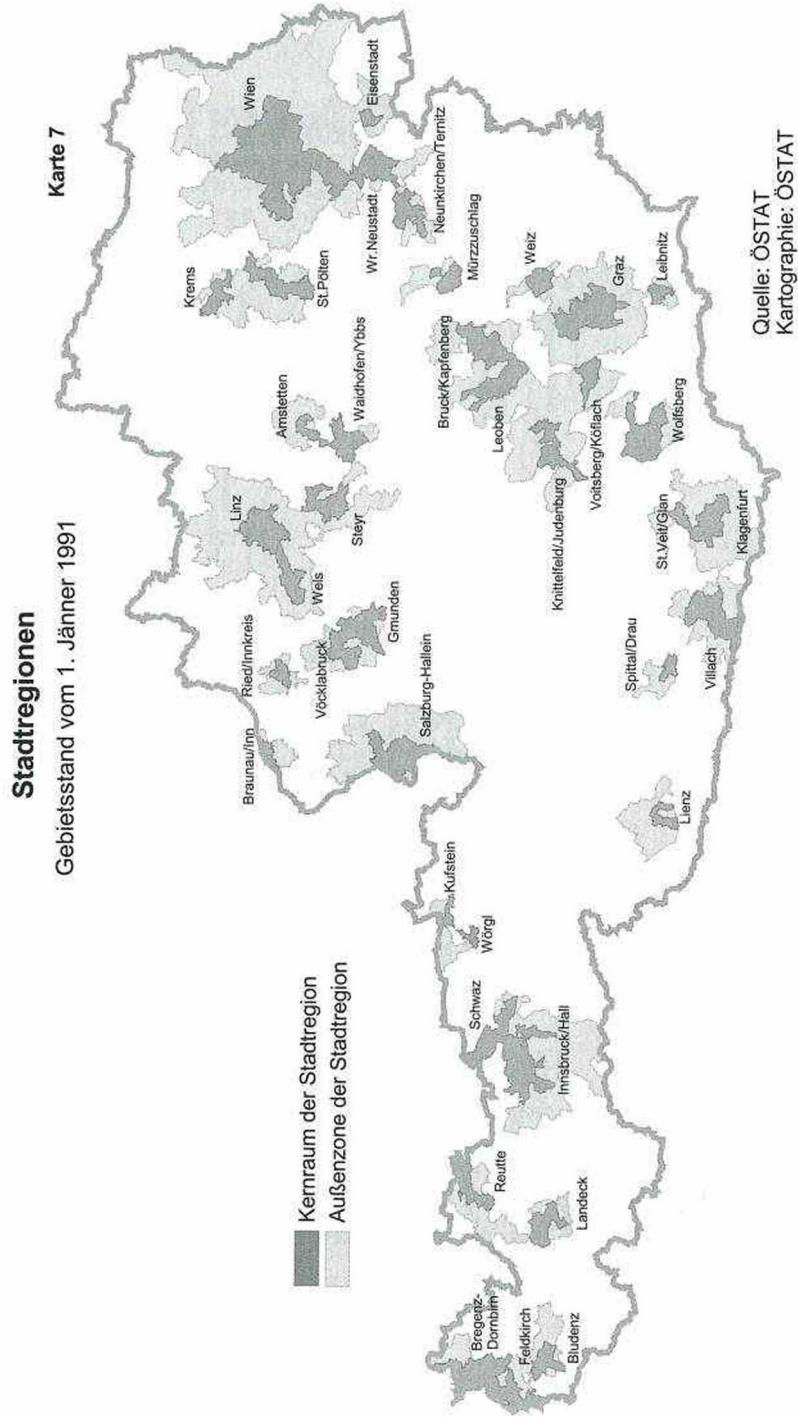 Stadtregionen
Gebietsstand vom 1. Jänner 1991
Karte 7
Kernraum der Stadtregion
Außenzone der Stadtregion
Wien
Eisenstadt
Wr.Neustadt
Neunkirchen/Ternitz
Krems
St.Pölten
Mürzzuschlag
Amstetten
Waidhofen/Ybbs
Linz
Wels
Steyr
Ried/Innkreis
Braunau/Inn
Vöcklabruck
Gmunden
Salzburg-Hallein
Bruck/Kapfenberg
Leoben
Knittelfeld/Judenburg
Voitsberg/Köflach
Weiz
Graz
Leibnitz
Wolfsberg
St.Veit/Glan
Klagenfurt
Spittal/Drau
Villach
Lienz
Kufstein
Wörgl
Schwaz
Innsbruck/Hall
Reutte
Landeck
Bregenz-
Dornbirn
Feldkirch
Bludenz
Quelle: ÖSTAT
Kartographie: ÖSTAT